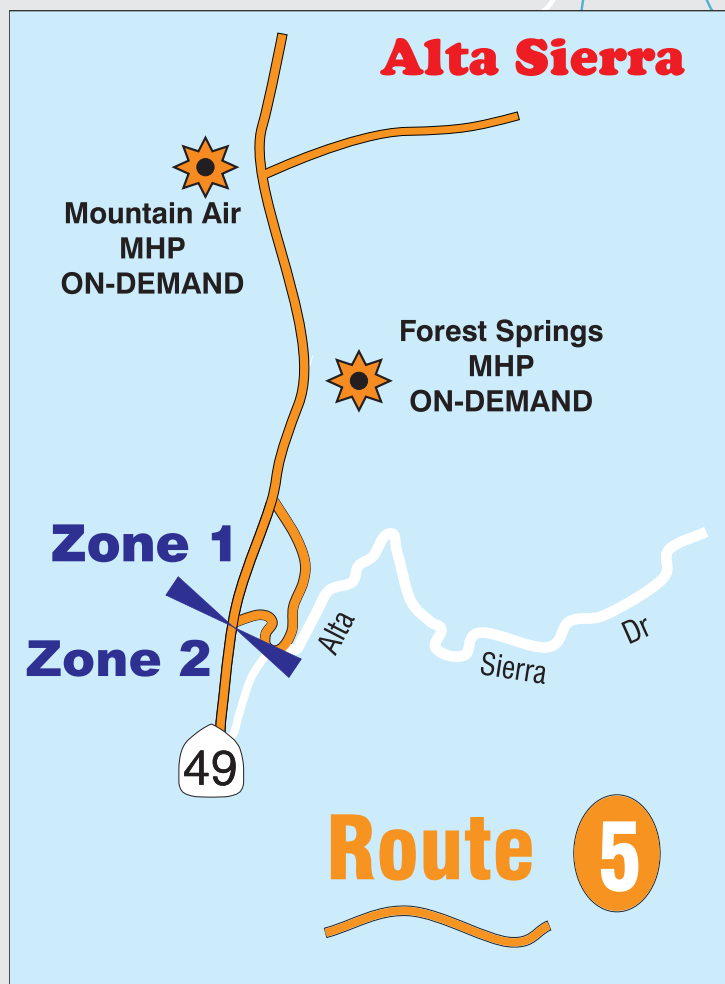 Alta Sierra
Mountain Air
MHP
ON-DEMAND
Forest Springs
MHP
ON-DEMAND
Zone 1
Zone 2
Alta
Sierra
Dr
49
Route 5